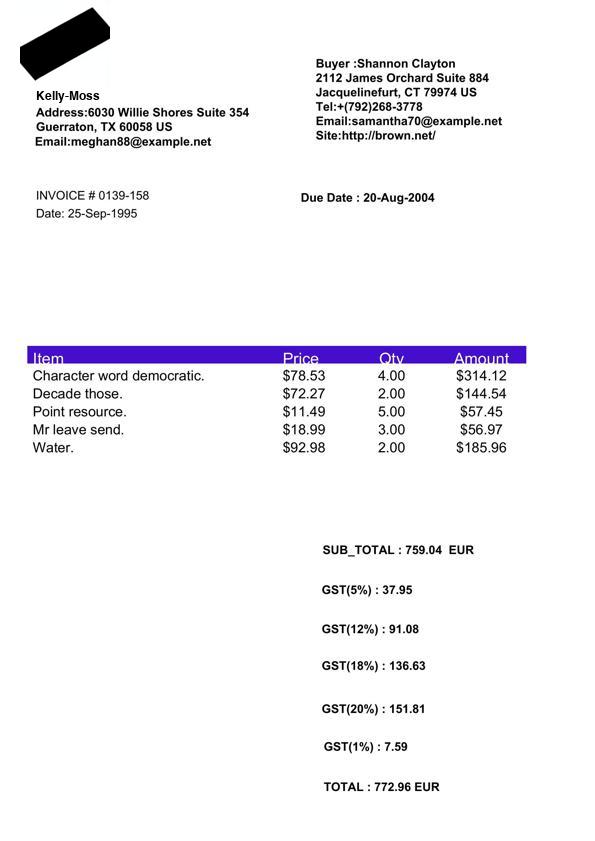 Kelly-Moss
Address:6030 Willie Shores Suite 354
Guerraton, TX 60058 US
Email:meghan88@example.net
Buyer :Shannon Clayton
2112 James Orchard Suite 884
Jacquelinefurt, CT 79974 US
Tel:+(792)268-3778
Email:samantha70@example.net
Site:http://brown.net/
INVOICE # 0139-158
Date: 25-Sep-1995
Due Date : 20-Aug-2004
Item Price Qty Amount
Character word democratic. $78.53 4.00 $314.12
Decade those. $72.27 2.00 $144.54
Point resource. $11.49 5.00 $57.45
Mr leave send. $18.99 3.00 $56.97
Water. $92.98 2.00 $185.96
SUB_TOTAL : 759.04 EUR
GST(5%) : 37.95
GST(12%) : 91.08
GST(18%) : 136.63
GST(20%) : 151.81
GST(1%) : 7.59
TOTAL : 772.96 EUR